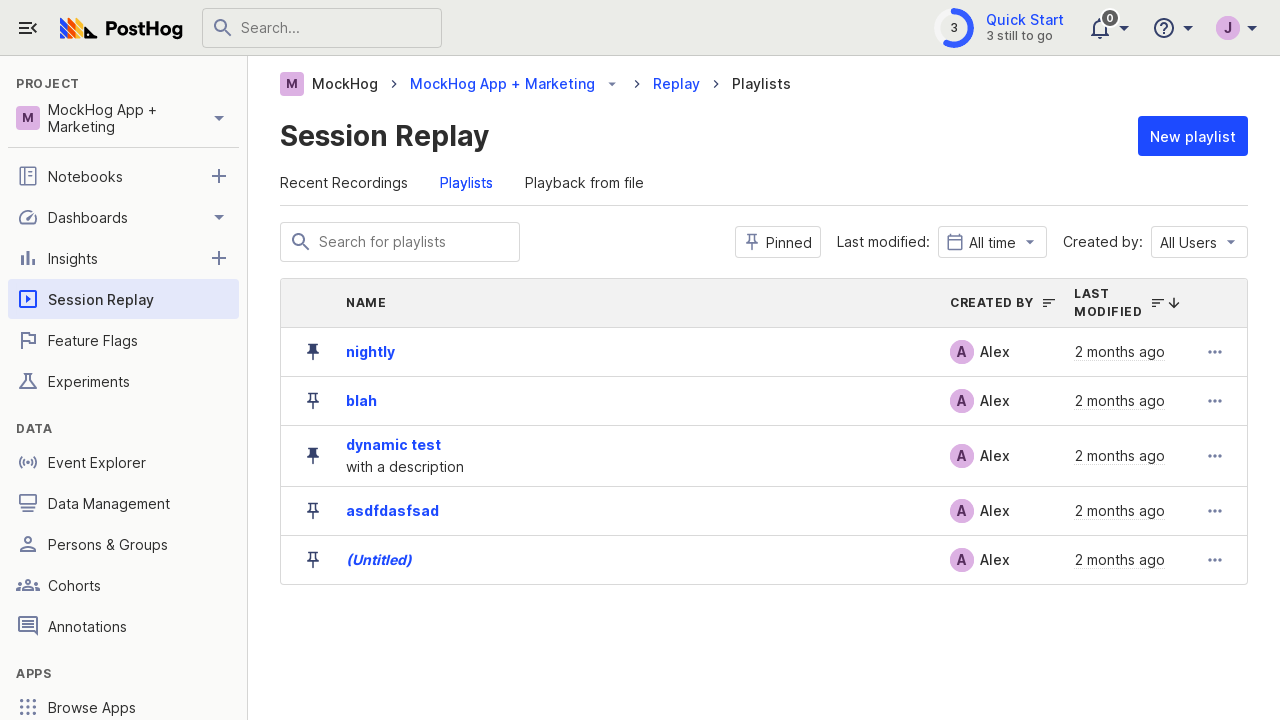 PostHog
Search...
3
Quick Start
3 still to go
0
J
PROJECT
M
MockHog App +
Marketing
Notebooks
Dashboards
Insights
Session Replay
Feature Flags
Experiments
DATA
Event Explorer
Data Management
Persons & Groups
Cohorts
Annotations
APPS
Browse Apps
M MockHog MockHog App + Marketing Replay Playlists
Session Replay
New playlist
Recent Recordings Playlists Playback from file
Search for playlists
Pinned Last modified: All time Created by: All Users
NAME CREATED BY LAST
MODIFIED
nightly A Alex 2 months ago
blah A Alex 2 months ago
dynamic test
with a description A Alex 2 months ago
asdfdasfsad A Alex 2 months ago
(Untitled) A Alex 2 months ago